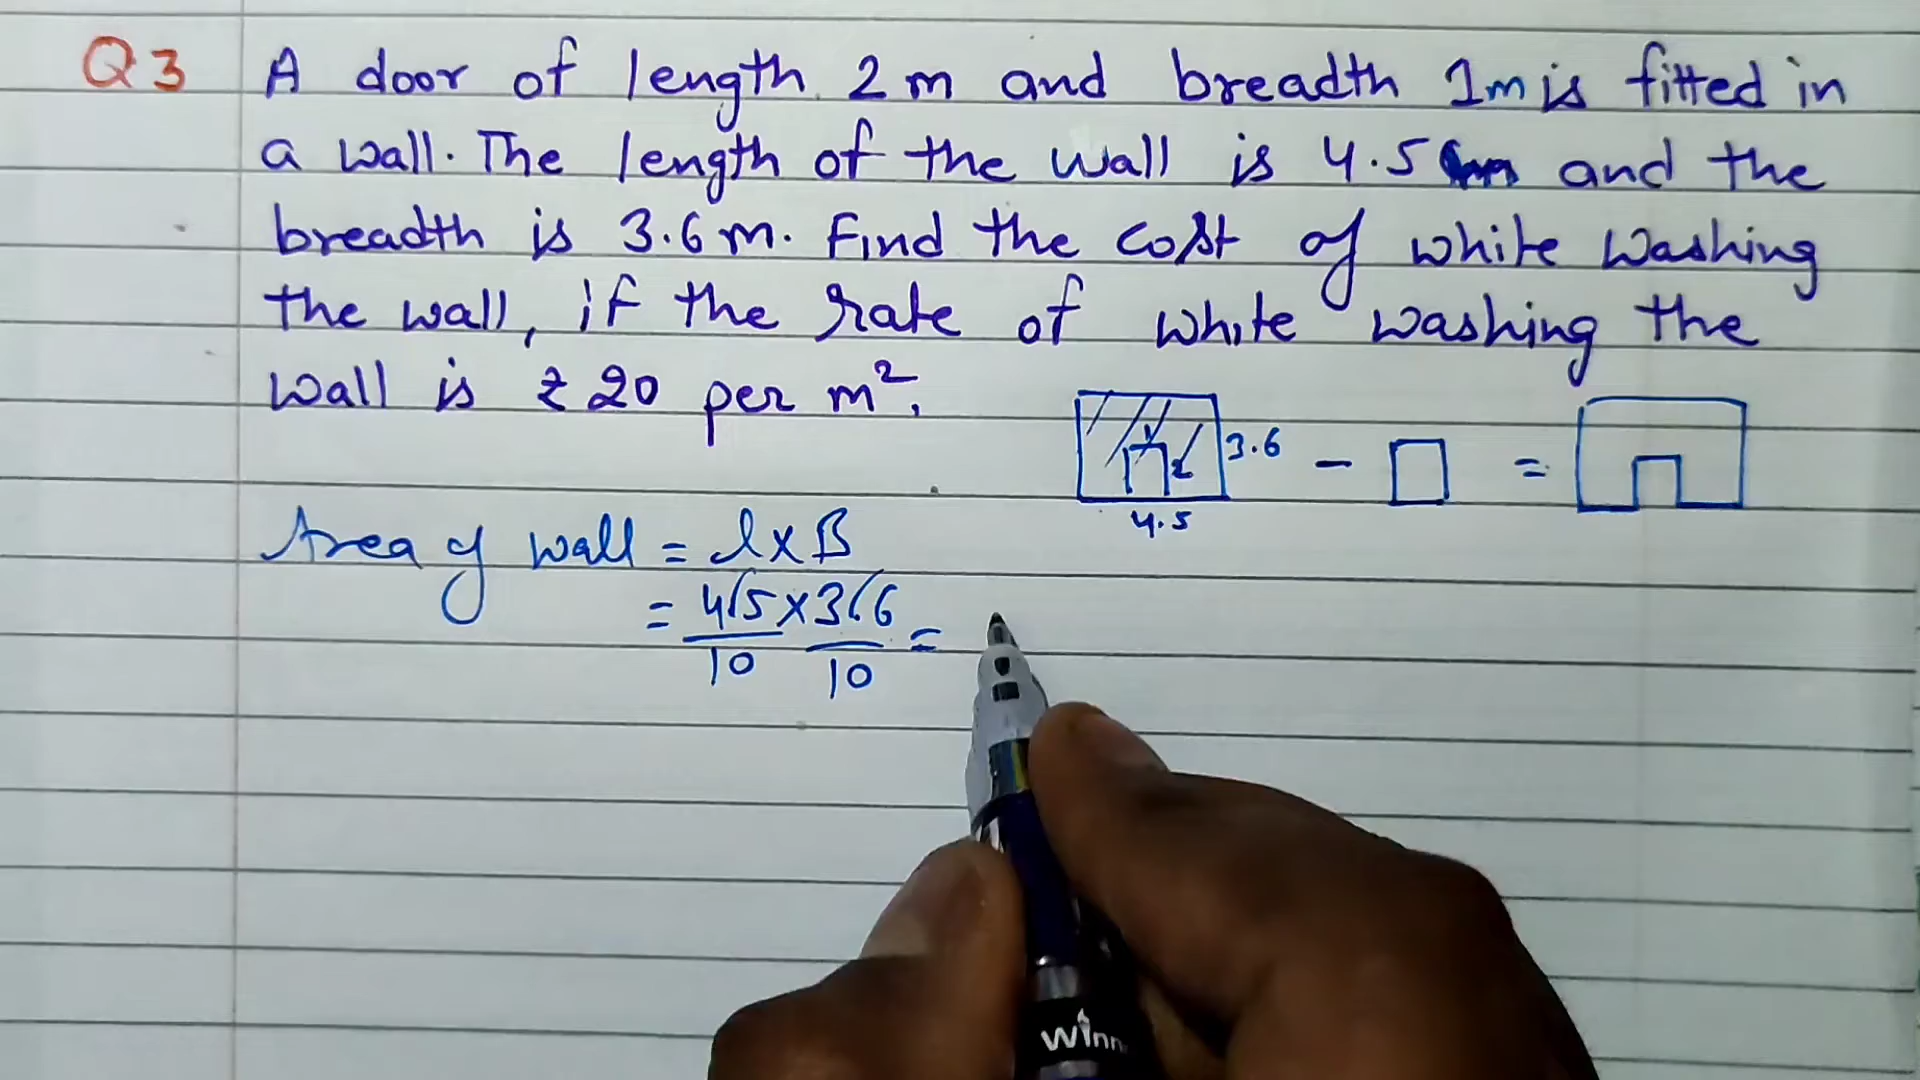 Q3 A door of length 2m and breadth 1m is fitted in
a wall. The length of the wall is 4.5 m and the
breadth is 3.6m. Find the cost of white washing
the wall, if the rate of white washing the
wall is ₹ 20 per m².
1 2 3.6 - =
4.5
Area of wall = l x B
= 45 x 36 =
10 10
Winn